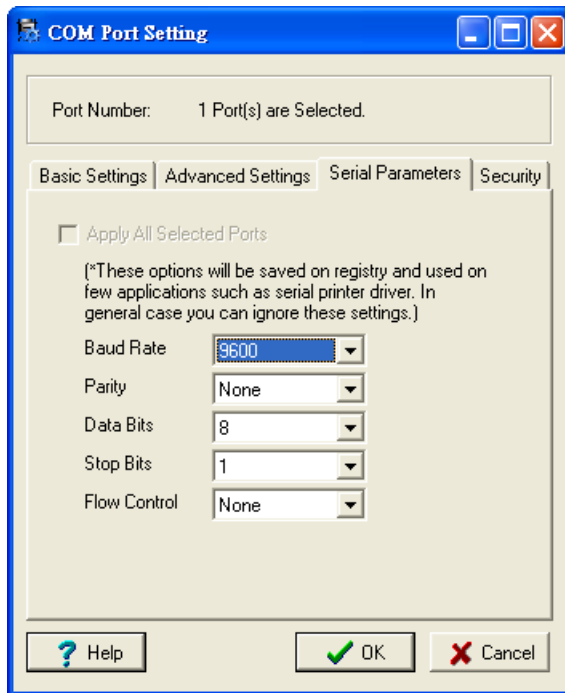 COM Port Setting
Port Number: 1 Port(s) are Selected.
Basic Settings Advanced Settings Serial Parameters Security
Apply All Selected Ports
(*These options will be saved on registry and used on
few applications such as serial printer driver. In
general case you can ignore these settings.)
Baud Rate 9600
Parity None
Data Bits 8
Stop Bits 1
Flow Control None
? Help OK Cancel